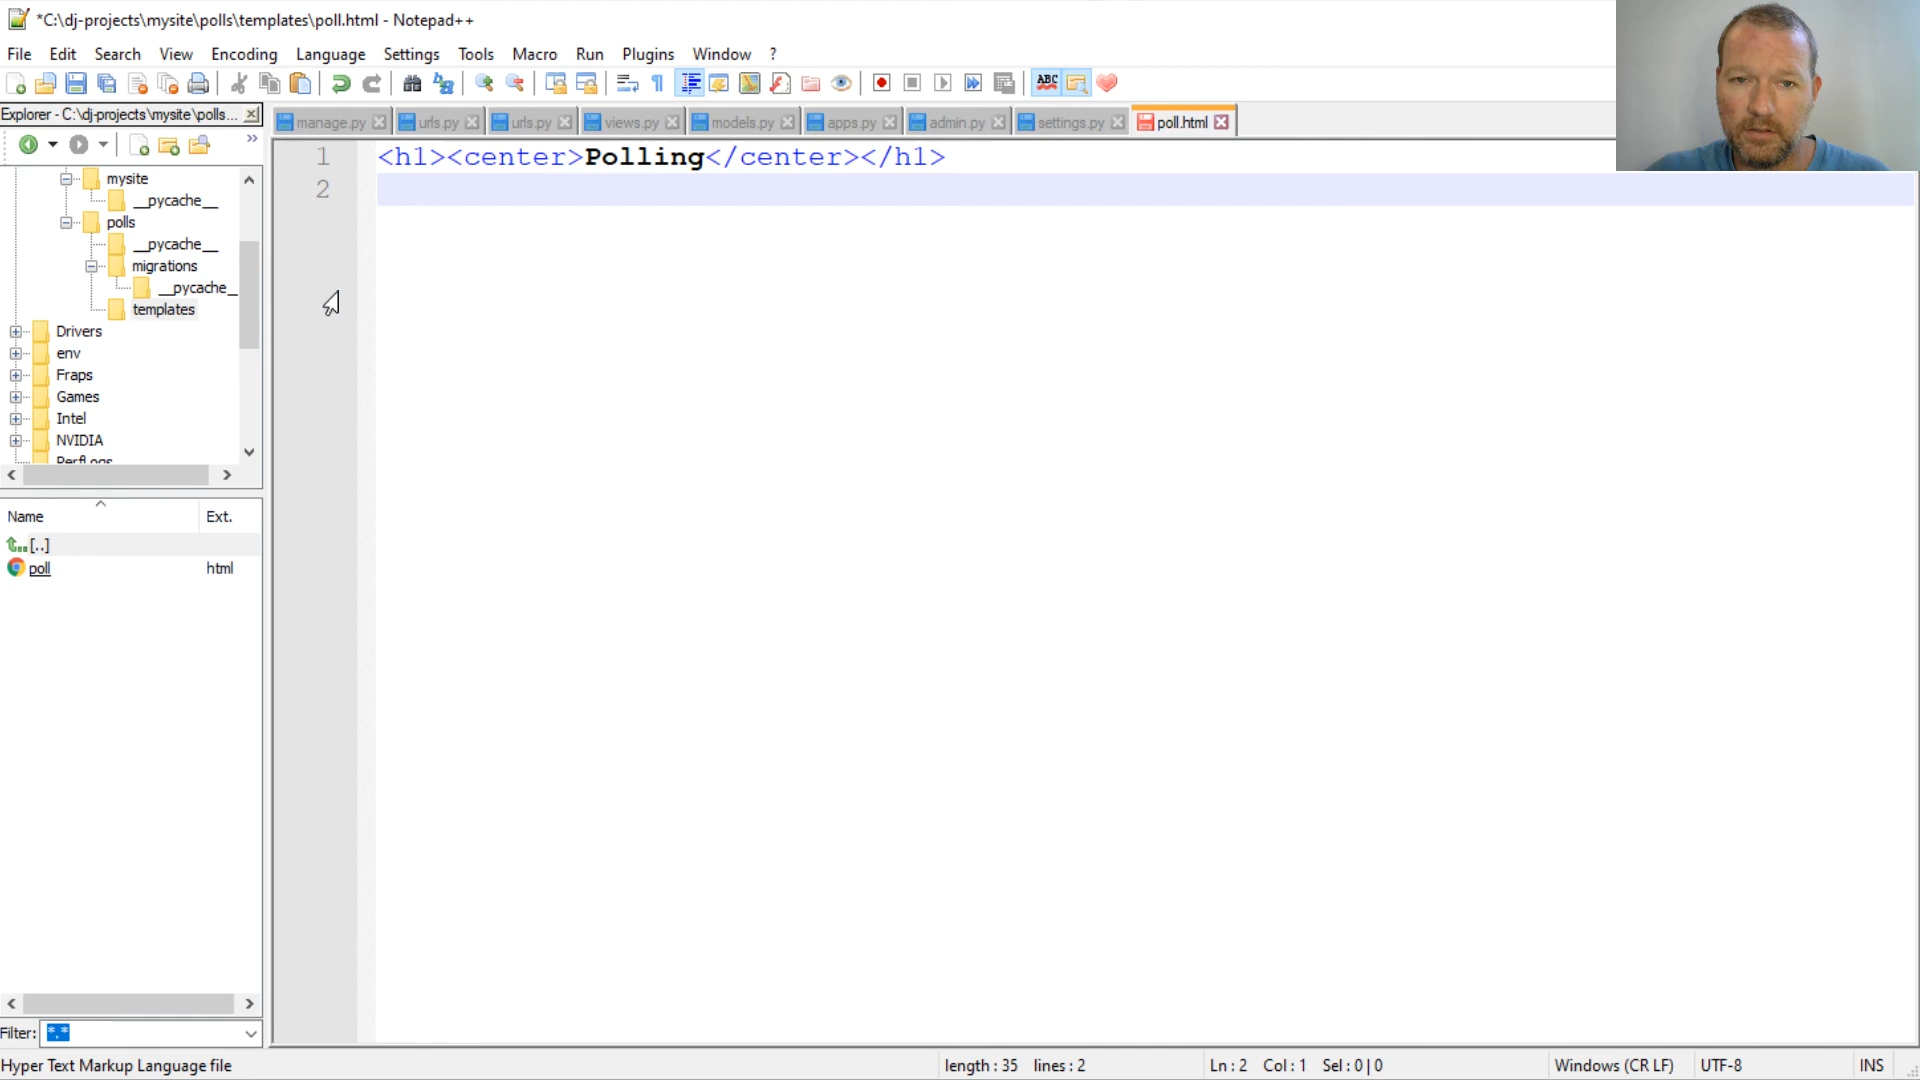 *C:\dj-projects\mysite\polls\templates\poll.html - Notepad++
File Edit Search View Encoding Language Settings Tools Macro Run Plugins Window ?
ABC
Explorer - C:\dj-projects\mysite\polls...
manage.py urls.py urls.py views.py models.py apps.py admin.py settings.py poll.html
mysite
__pycache__
polls
__pycache__
migrations
__pycache_
templates
Drivers
env
Fraps
Games
Intel
NVIDIA
PerfLogs
1 <h1><center>Polling</center></h1>
2
Name Ext.
[..]
poll html
Filter: *.*
Hyper Text Markup Language file length : 35 lines : 2 Ln : 2 Col : 1 Sel : 0 | 0 Windows (CR LF) UTF-8 INS